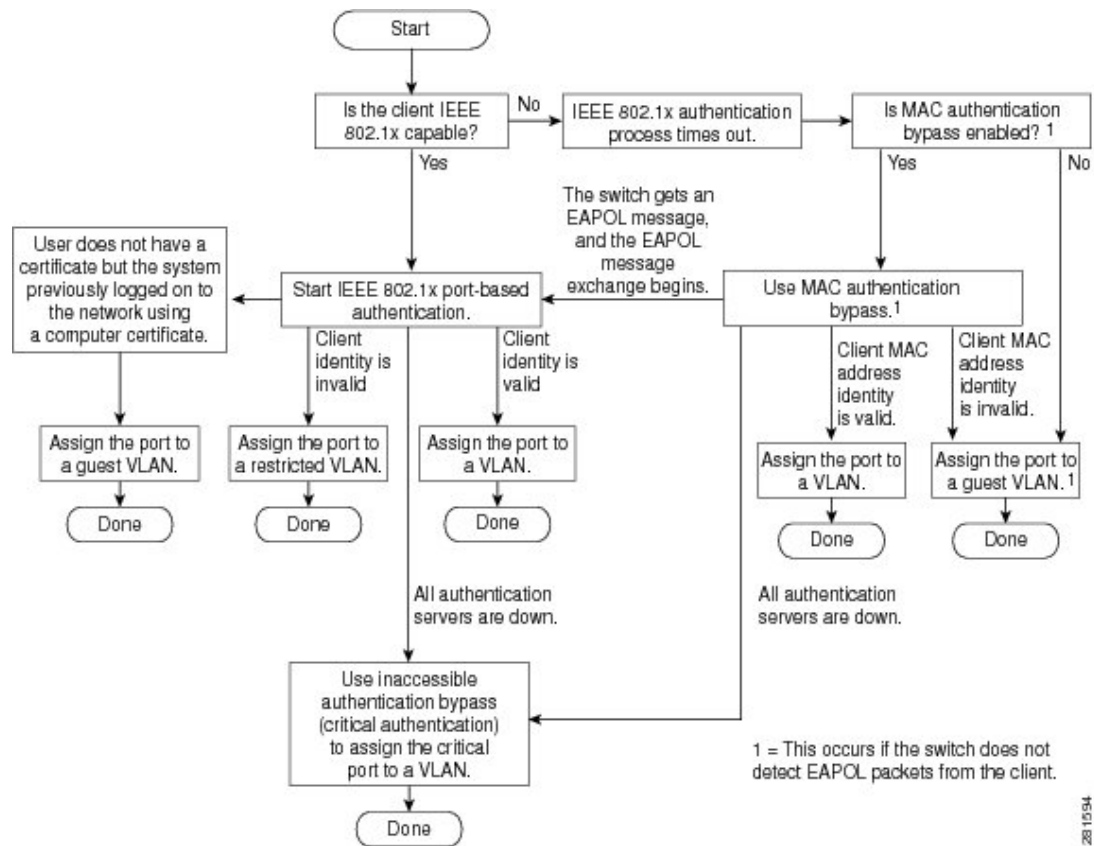 Start
Is the client IEEE
802.1x capable?
No
IEEE 802.1x authentication
process times out.
Is MAC authentication
bypass enabled? 1
Yes
Yes
No
The switch gets an
EAPOL message,
and the EAPOL
message
exchange begins.
User does not have a
certificate but the system
previously logged on to
the network using
a computer certificate.
Start IEEE 802.1x port-based
authentication.
Use MAC authentication
bypass.1
Client
identity is
invalid
Client
identity is
valid
Client MAC
address
identity
is valid.
Client MAC
address
identity
is invalid.
Assign the port to
a guest VLAN.
Assign the port to
a restricted VLAN.
Assign the port to
a VLAN.
Assign the port to
a VLAN.
Assign the port to
a guest VLAN.1
Done
Done
Done
Done
Done
All authentication
servers are down.
All authentication
servers are down.
Use inaccessible
authentication bypass
(critical authentication)
to assign the critical
port to a VLAN.
1 = This occurs if the switch does not
detect EAPOL packets from the client.
Done
281594